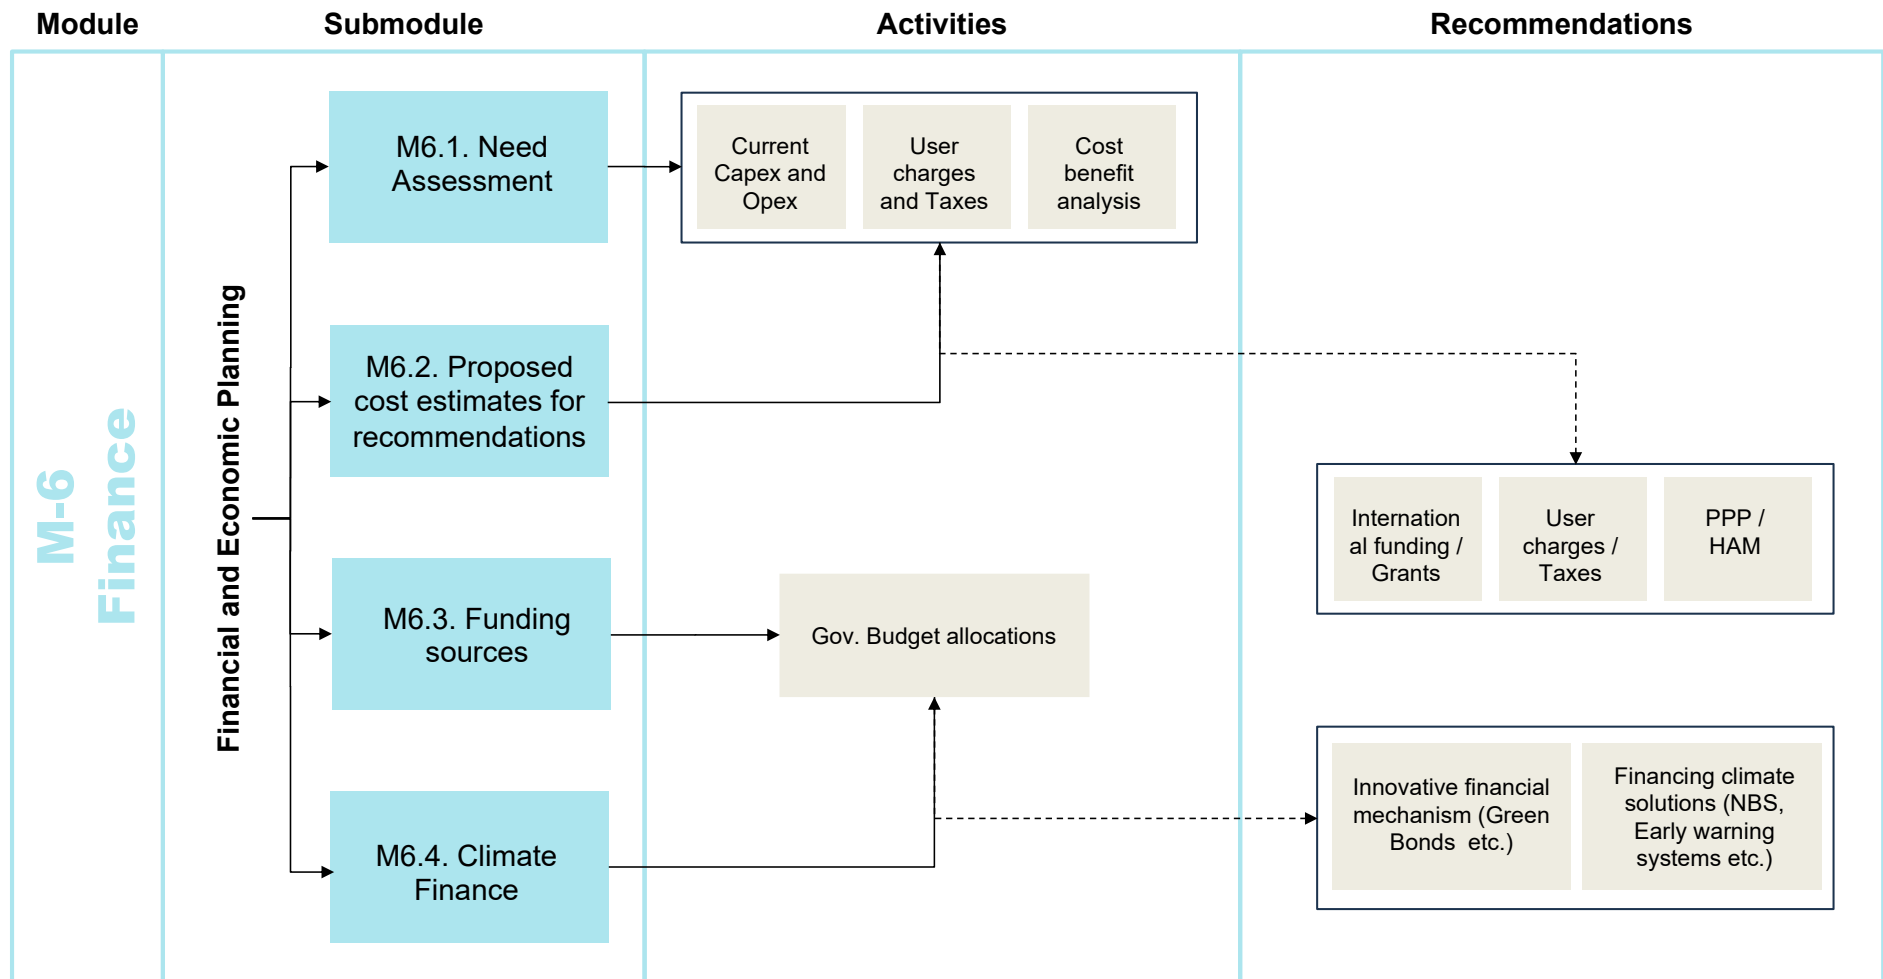 Module
Submodule
Activities
Recommendations
M-6
Finance
Financial and Economic Planning
M6.1. Need
Assessment
Current
Capex and
Opex
User
charges
and Taxes
Cost
benefit
analysis
M6.2. Proposed
cost estimates for
recommendations
Internation
al funding /
Grants
User
charges /
Taxes
PPP /
HAM
M6.3. Funding
sources
Gov. Budget allocations
M6.4. Climate
Finance
Innovative financial
mechanism (Green
Bonds etc.)
Financing climate
solutions (NBS,
Early warning
systems etc.)